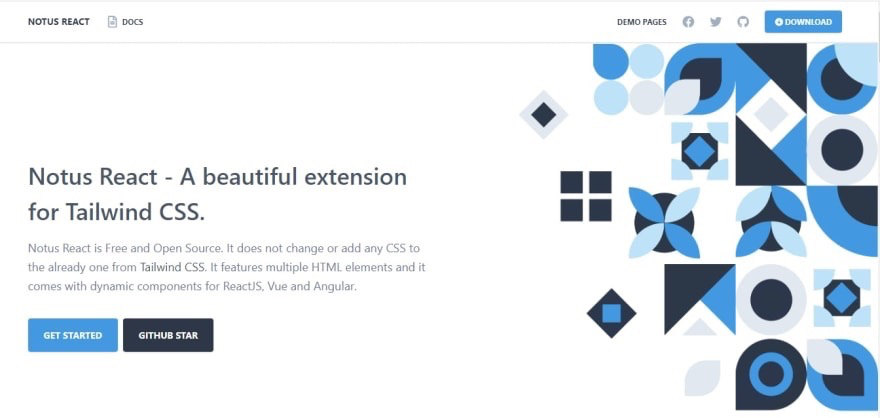 NOTUS REACT DOCS DEMO PAGES DOWNLOAD
Notus React - A beautiful extension
for Tailwind CSS.
Notus React is Free and Open Source. It does not change or add any CSS to
the already one from Tailwind CSS. It features multiple HTML elements and it
comes with dynamic components for ReactJS, Vue and Angular.
GET STARTED GITHUB STAR